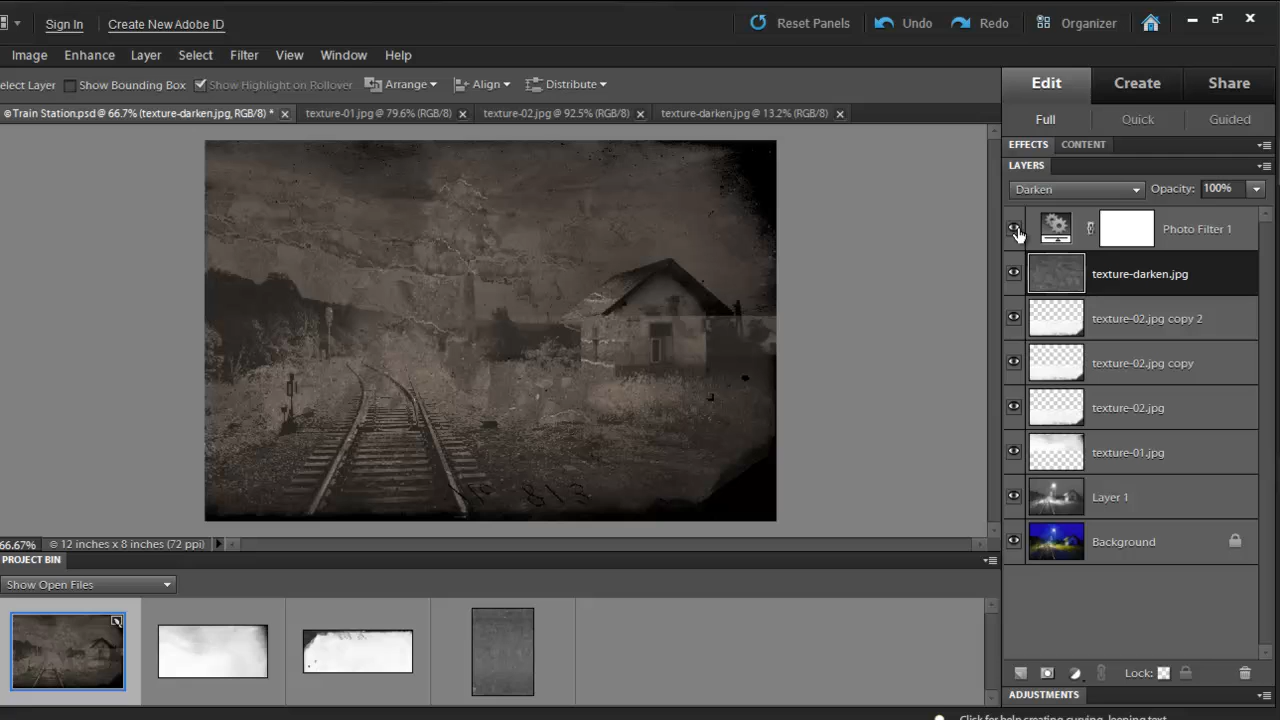 Sign In
Create New Adobe ID
Reset Panels
Undo
Redo
Organizer
Image
Enhance
Layer
Select
Filter
View
Window
Help
elect Layer
Show Bounding Box
Show Highlight on Rollover
Arrange
Align
Distribute
Edit
Create
Share
Train Station.psd @ 66.7% (texture-darken.jpg, RGB/8) *
texture-01.jpg @ 79.6% (RGB/8)
texture-02.jpg @ 92.5% (RGB/8)
texture-darken.jpg @ 13.2% (RGB/8)
Full
Quick
Guided
EFFECTS
CONTENT
LAYERS
Darken
Opacity: 100%
Photo Filter 1
texture-darken.jpg
texture-02.jpg copy 2
texture-02.jpg copy
texture-02.jpg
texture-01.jpg
Layer 1
Background
66.67%
© 12 inches x 8 inches (72 ppi)
PROJECT BIN
Show Open Files
Lock:
ADJUSTMENTS
Click for help creating curving, looping text